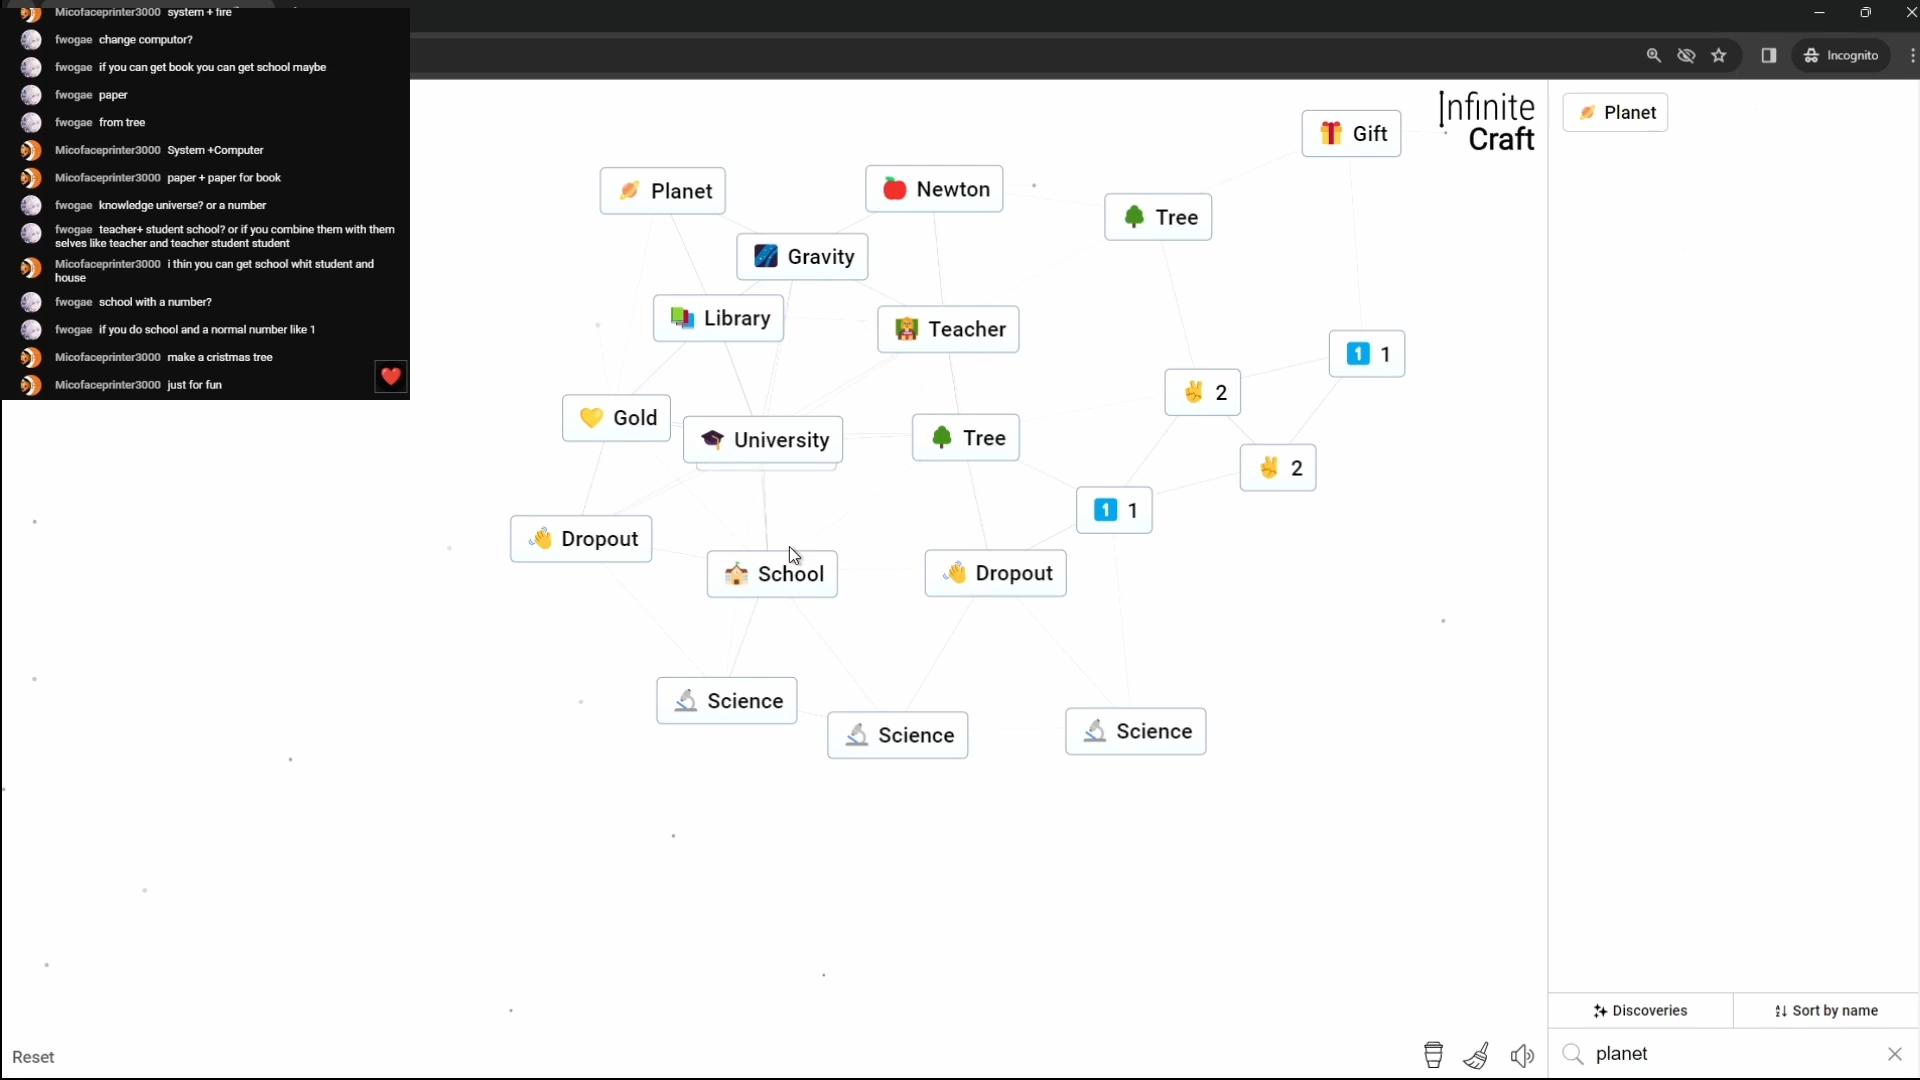 Micofaceprinter3000 system + fire
fwogae change computor?
fwogae if you can get book you can get school maybe
fwogae paper
fwogae from tree
Micofaceprinter3000 System +Computer
Micofaceprinter3000 paper + paper for book
fwogae knowledge universe? or a number
fwogae teacher+ student school? or if you combine them with them
selves like teacher and teacher student student
Micofaceprinter3000 i thin you can get school whit student and
house
fwogae school with a number?
fwogae if you do school and a normal number like 1
Micofaceprinter3000 make a cristmas tree
Micofaceprinter3000 just for fun
Incognito
Infinite
Craft
Planet
Gift
Planet
Newton
Tree
Gravity
Library
Teacher
1 1
2
Gold
University
Tree
2
1 1
Dropout
School
Dropout
Science
Science
Science
Discoveries
Sort by name
Reset
planet